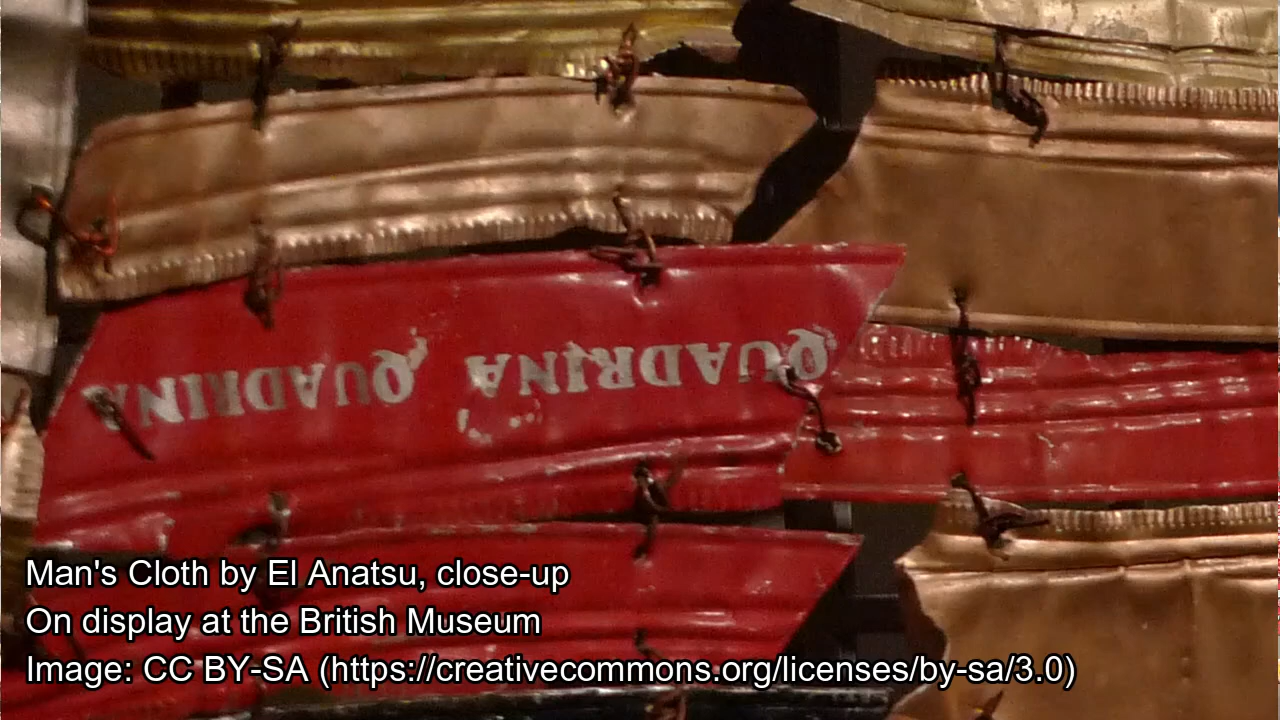 QUADRINA QUADRINA
Man's Cloth by El Anatsu, close-up
On display at the British Museum
Image: CC BY-SA (https://creativecommons.org/licenses/by-sa/3.0)